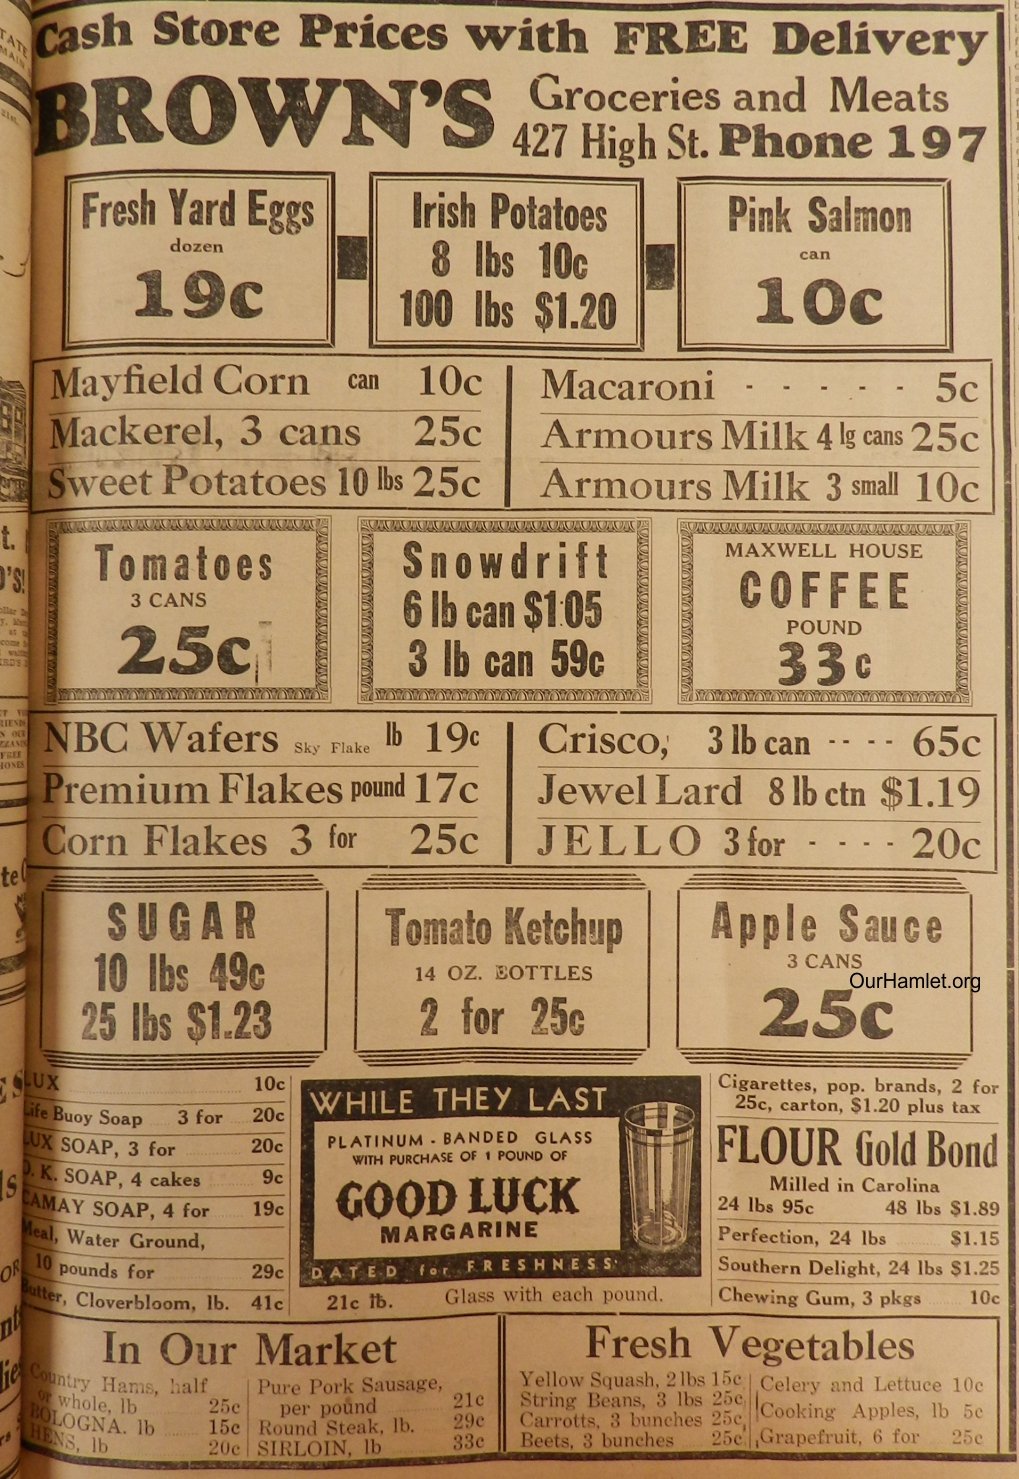 Cash Store Prices with FREE Delivery
BROWN'S
Groceries and Meats
427 High St. Phone 197
Fresh Yard Eggs
dozen
19c
Irish Potatoes
8 lbs 10c
100 lbs $1.20
Pink Salmon
can
10c
Mayfield Corn can 10c
Mackerel, 3 cans 25c
Sweet Potatoes 10 lbs 25c
Macaroni - - - - - 5c
Armours Milk 4 lg cans 25c
Armours Milk 3 small 10c
Tomatoes
3 CANS
25c
Snowdrift
6 lb can $1.05
3 lb can 59c
MAXWELL HOUSE
COFFEE
POUND
33c
NBC Wafers Sky Flake lb 19c
Premium Flakes pound 17c
Corn Flakes 3 for 25c
Crisco, 3 lb can - - - - 65c
Jewel Lard 8 lb ctn $1.19
JELLO 3 for - - - - 20c
SUGAR
10 lbs 49c
25 lbs $1.23
Tomato Ketchup
14 OZ. BOTTLES
2 for 25c
Apple Sauce
3 CANS
25c
OurHamlet.org
LUX 10c
Life Buoy Soap 3 for 20c
LUX SOAP, 3 for 20c
O. K. SOAP, 4 cakes 9c
CAMAY SOAP, 4 for 19c
Meal, Water Ground,
10 pounds for 29c
Butter, Cloverbloom, lb. 41c
WHILE THEY LAST
PLATINUM - BANDED GLASS
WITH PURCHASE OF 1 POUND OF
GOOD LUCK
MARGARINE
DATED for FRESHNESS
21c lb. Glass with each pound.
Cigarettes, pop. brands, 2 for
25c, carton, $1.20 plus tax
FLOUR Gold Bond
Milled in Carolina
24 lbs 95c 48 lbs $1.89
Perfection, 24 lbs $1.15
Southern Delight, 24 lbs $1.25
Chewing Gum, 3 pkgs 10c
In Our Market
Country Hams, half
or whole, lb 25c
BOLOGNA. lb 15c
HENS, lb 20c
Pure Pork Sausage,
per pound 21c
Round Steak, lb. 29c
SIRLOIN, lb 33c
Fresh Vegetables
Yellow Squash, 2 lbs 15c
String Beans, 3 lbs 25c
Carrotts, 3 bunches 25c
Beets, 3 bunches 25c
Celery and Lettuce 10c
Cooking Apples, lb 5c
Grapefruit, 6 for 25c